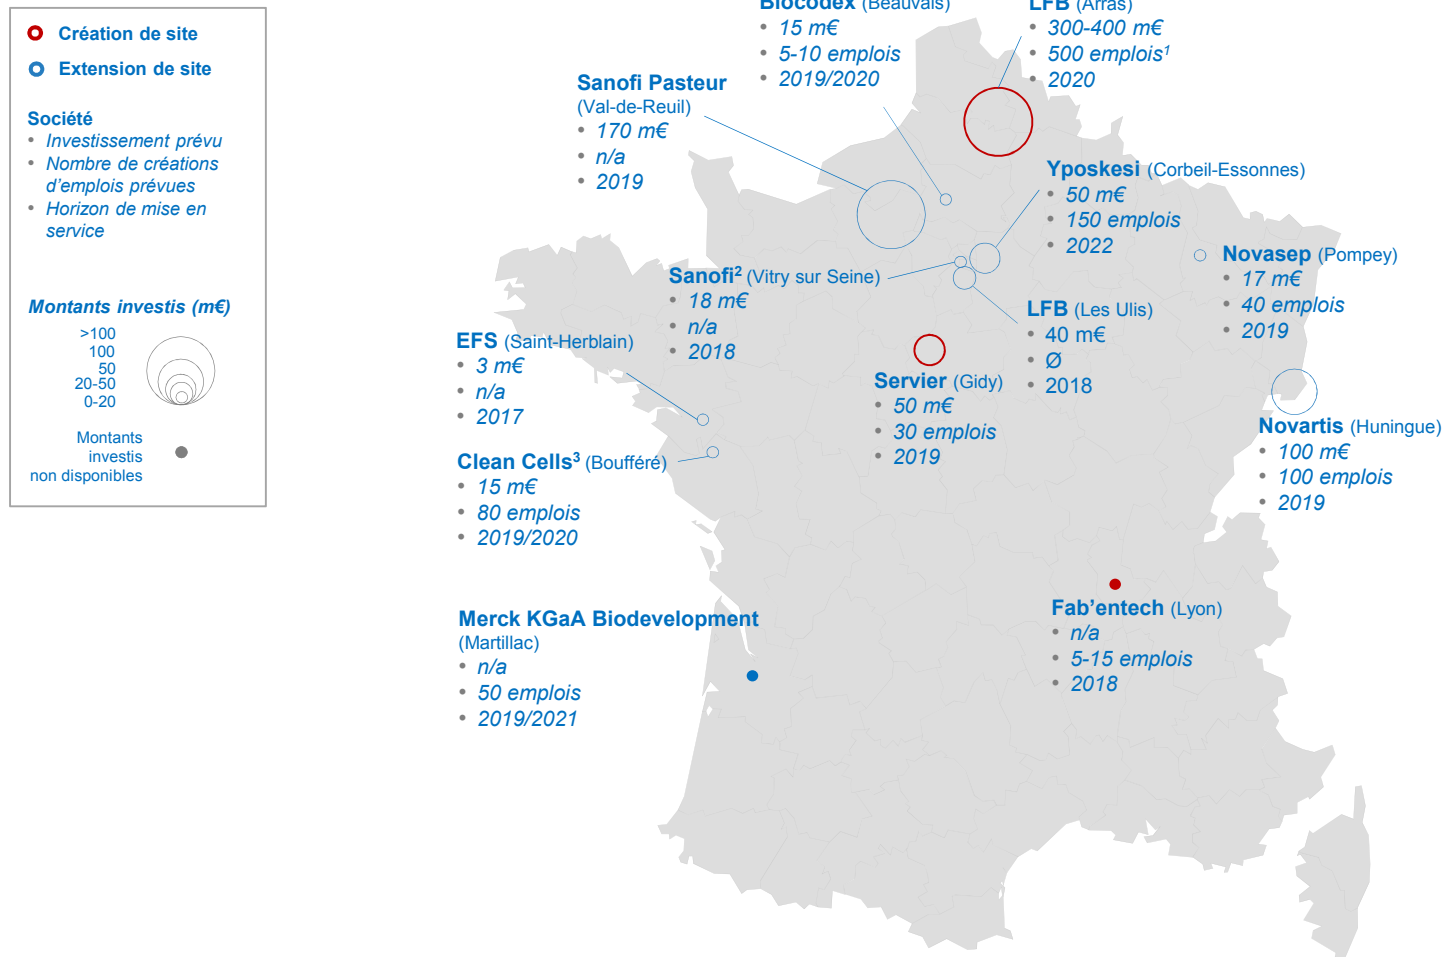 Création de site
Extension de site
Société
• Investissement prévu
• Nombre de créations
d'emplois prévues
• Horizon de mise en
service
Montants investis (m€)
>100
100
50
20-50
0-20
Montants
investis
non disponibles
Biocodex (Beauvais)
• 15 m€
• 5-10 emplois
• 2019/2020
LFB (Arras)
• 300-400 m€
• 500 emplois¹
• 2020
Sanofi Pasteur
(Val-de-Reuil)
• 170 m€
• n/a
• 2019
Yposkesi (Corbeil-Essonnes)
• 50 m€
• 150 emplois
• 2022
Novasep (Pompey)
• 17 m€
• 40 emplois
• 2019
Sanofi² (Vitry sur Seine)
• 18 m€
• n/a
• 2018
LFB (Les Ulis)
• 40 m€
• Ø
• 2018
EFS (Saint-Herblain)
• 3 m€
• n/a
• 2017
Servier (Gidy)
• 50 m€
• 30 emplois
• 2019
Novartis (Huningue)
• 100 m€
• 100 emplois
• 2019
Clean Cells³ (Boufféré)
• 15 m€
• 80 emplois
• 2019/2020
Merck KGaA Biodevelopment
(Martillac)
• n/a
• 50 emplois
• 2019/2021
Fab'entech (Lyon)
• n/a
• 5-15 emplois
• 2018